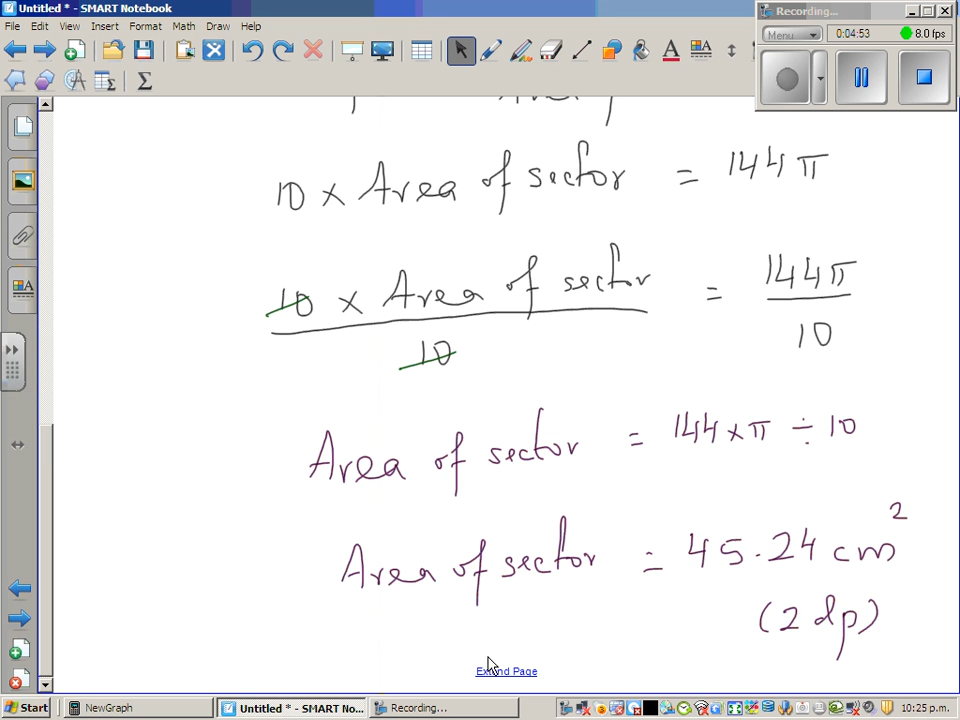 Untitled * - SMART Notebook
File Edit View Insert Format Math Draw Help
Recording...
Menu 0:04:53 8.0 fps
10 × Area of sector = 144π
10 × Area of sector = 144π
10 10
Area of sector = 144 × π ÷ 10
Area of sector = 45.24 cm²
(2 dp)
Extend Page
Start NewGraph Untitled * - SMART No... Recording... 10:25 p.m.